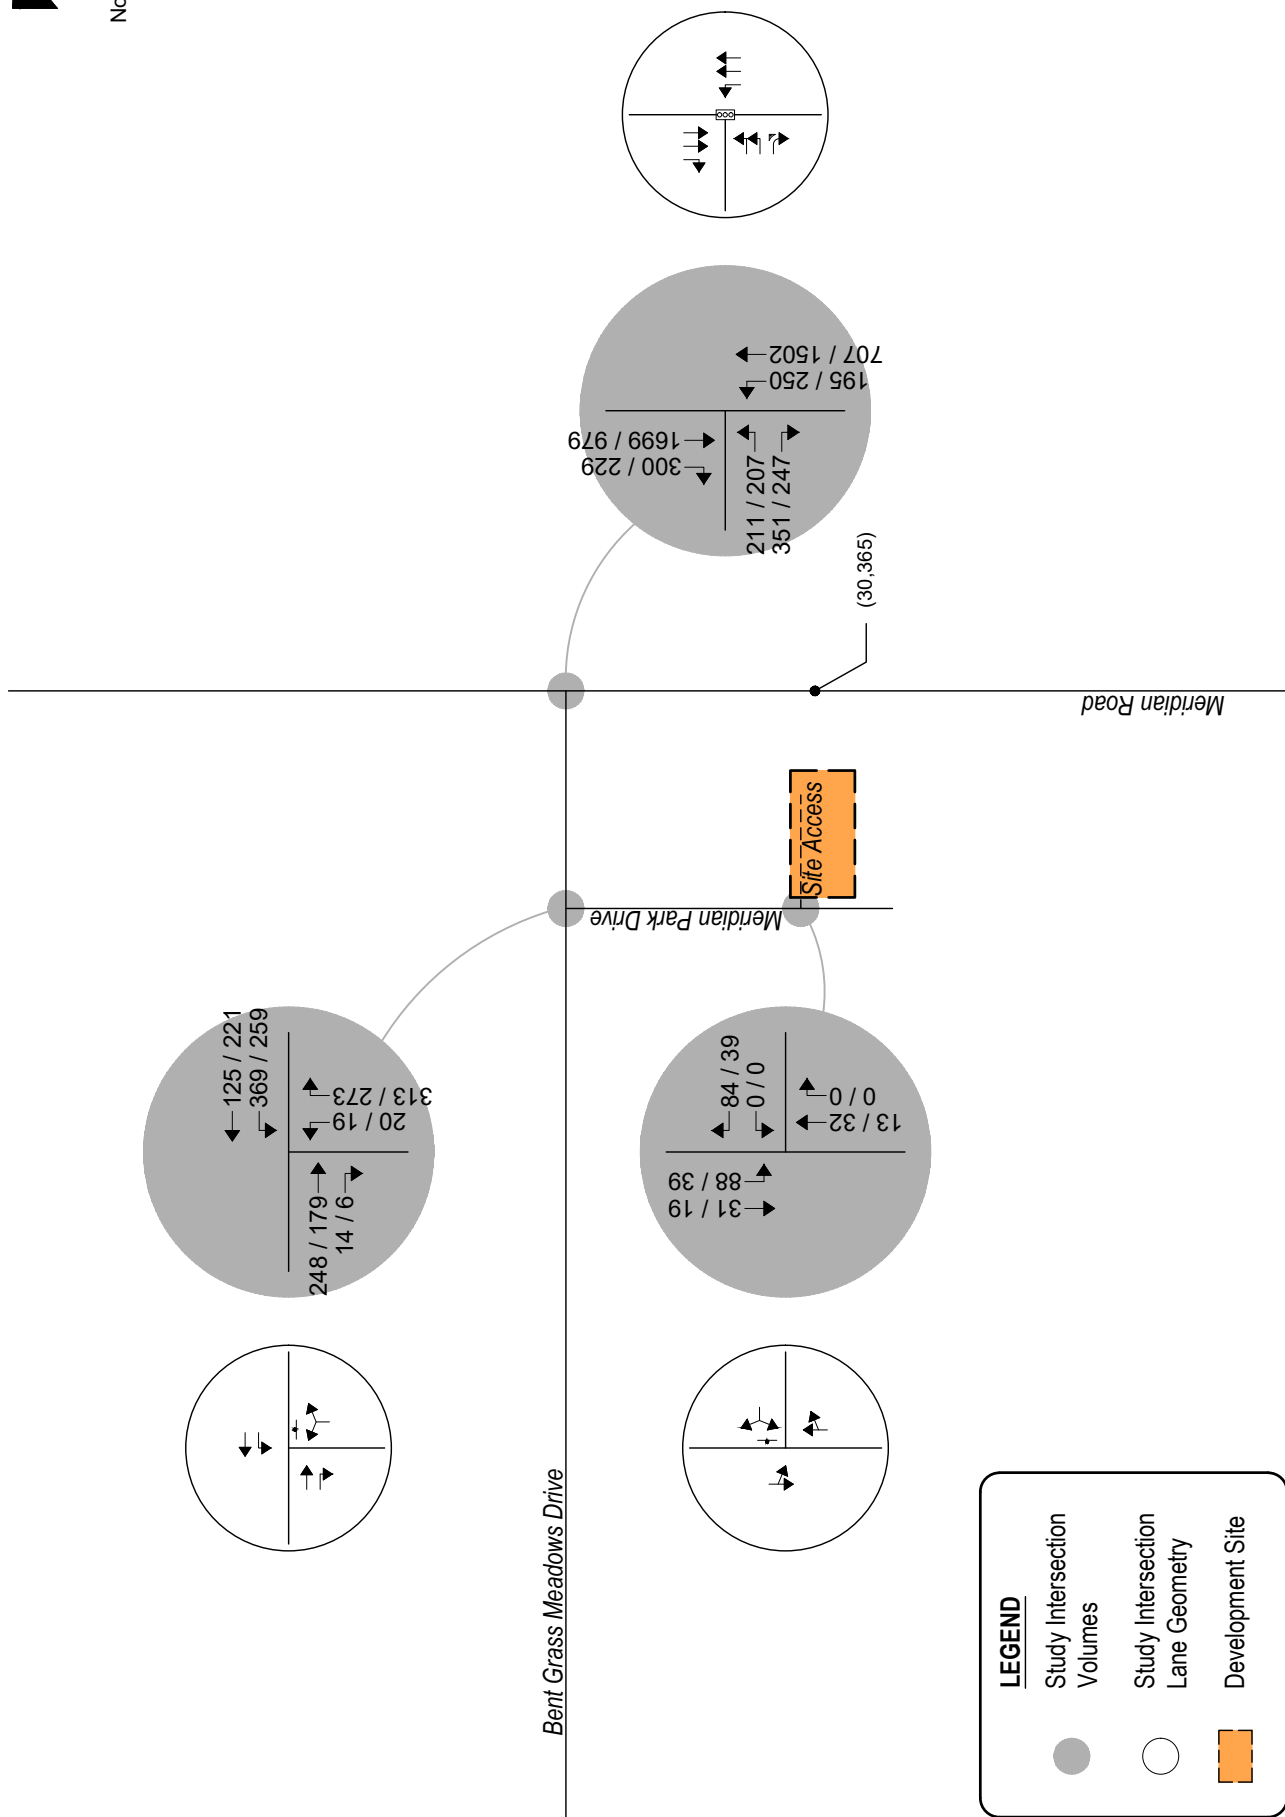 No
707 / 1502
195 / 250
1699 / 979
300 / 229
211 / 207
351 / 247
(30,365)
Meridian Road
Site Access
Meridian Park Drive
125 / 221
369 / 259
313 / 273
20 / 19
248 / 179
14 / 6
84 / 39
0 / 0
0 / 0
13 / 32
88 / 39
31 / 19
Bent Grass Meadows Drive
LEGEND
Study Intersection
Volumes
Study Intersection
Lane Geometry
Development Site